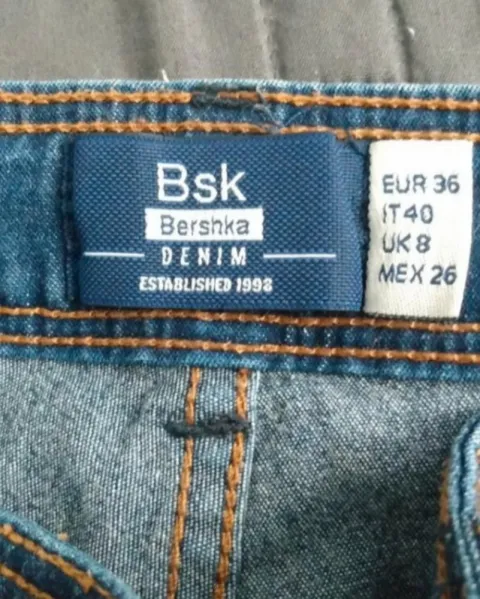 Bsk
Bershka
DENIM
ESTABLISHED 1998
EUR 36
IT 40
UK 8
MEX 26